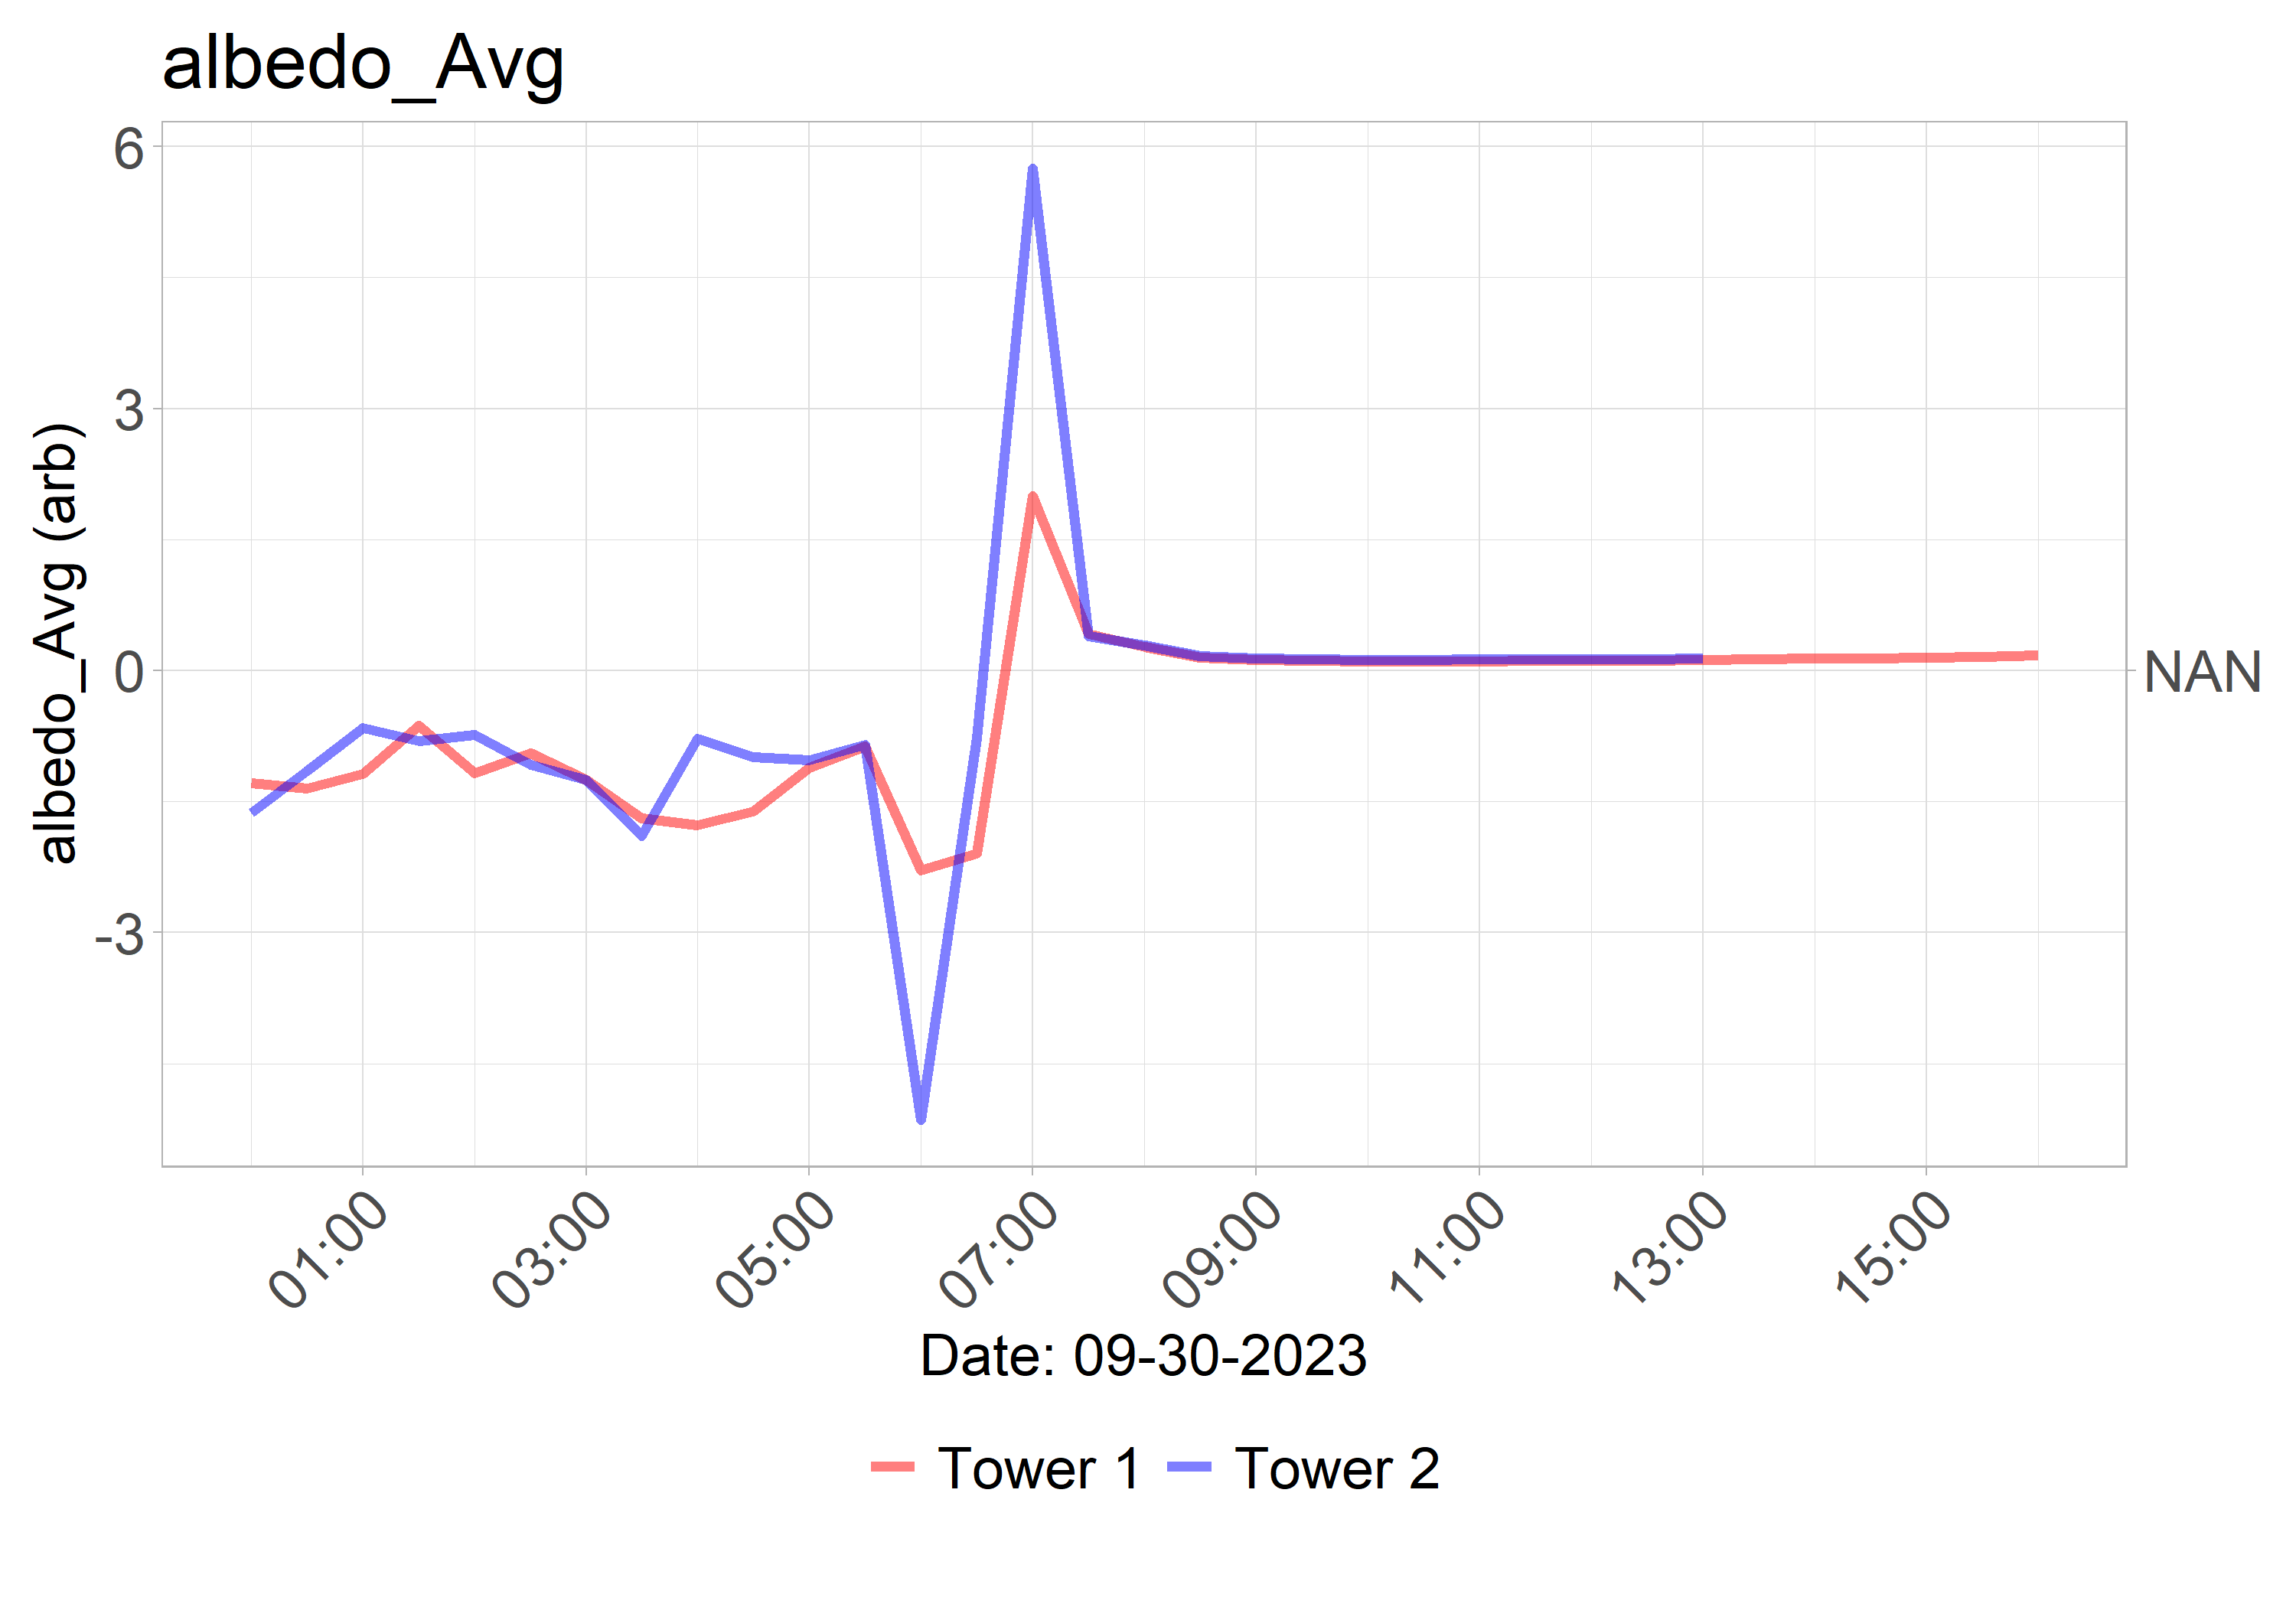 albedo_Avg
albedo_Avg (arb)
6
3
0
-3
NAN
01:00 03:00 05:00 07:00 09:00 11:00 13:00 15:00
Date: 09-30-2023
Tower 1 Tower 2